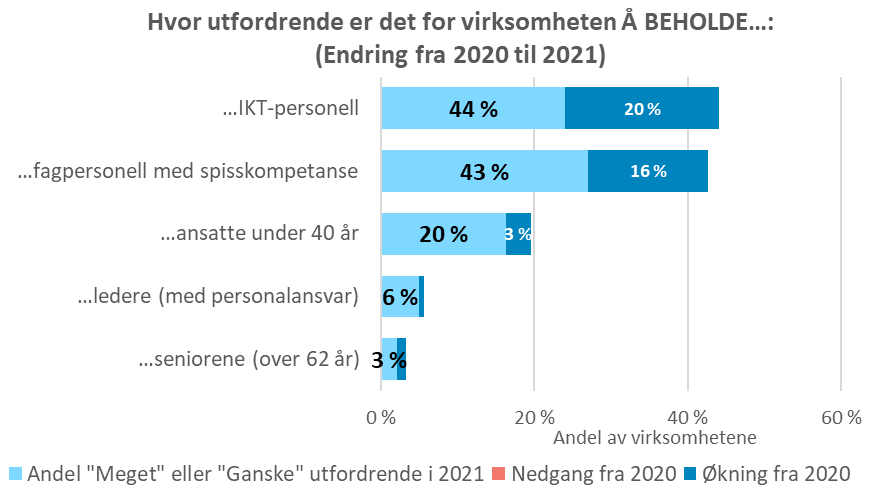 Hvor utfordrende er det for virksomheten Å BEHOLDE...:
(Endring fra 2020 til 2021)
...IKT-personell
44 %
20 %
...fagpersonell med spisskompetanse
43 %
16 %
...ansatte under 40 år
20 %
3 %
...ledere (med personalansvar)
6 %
...seniorene (over 62 år)
3 %
0 %
20 %
40 %
60 %
Andel av virksomhetene
Andel "Meget" eller "Ganske" utfordrende i 2021
Nedgang fra 2020
Økning fra 2020